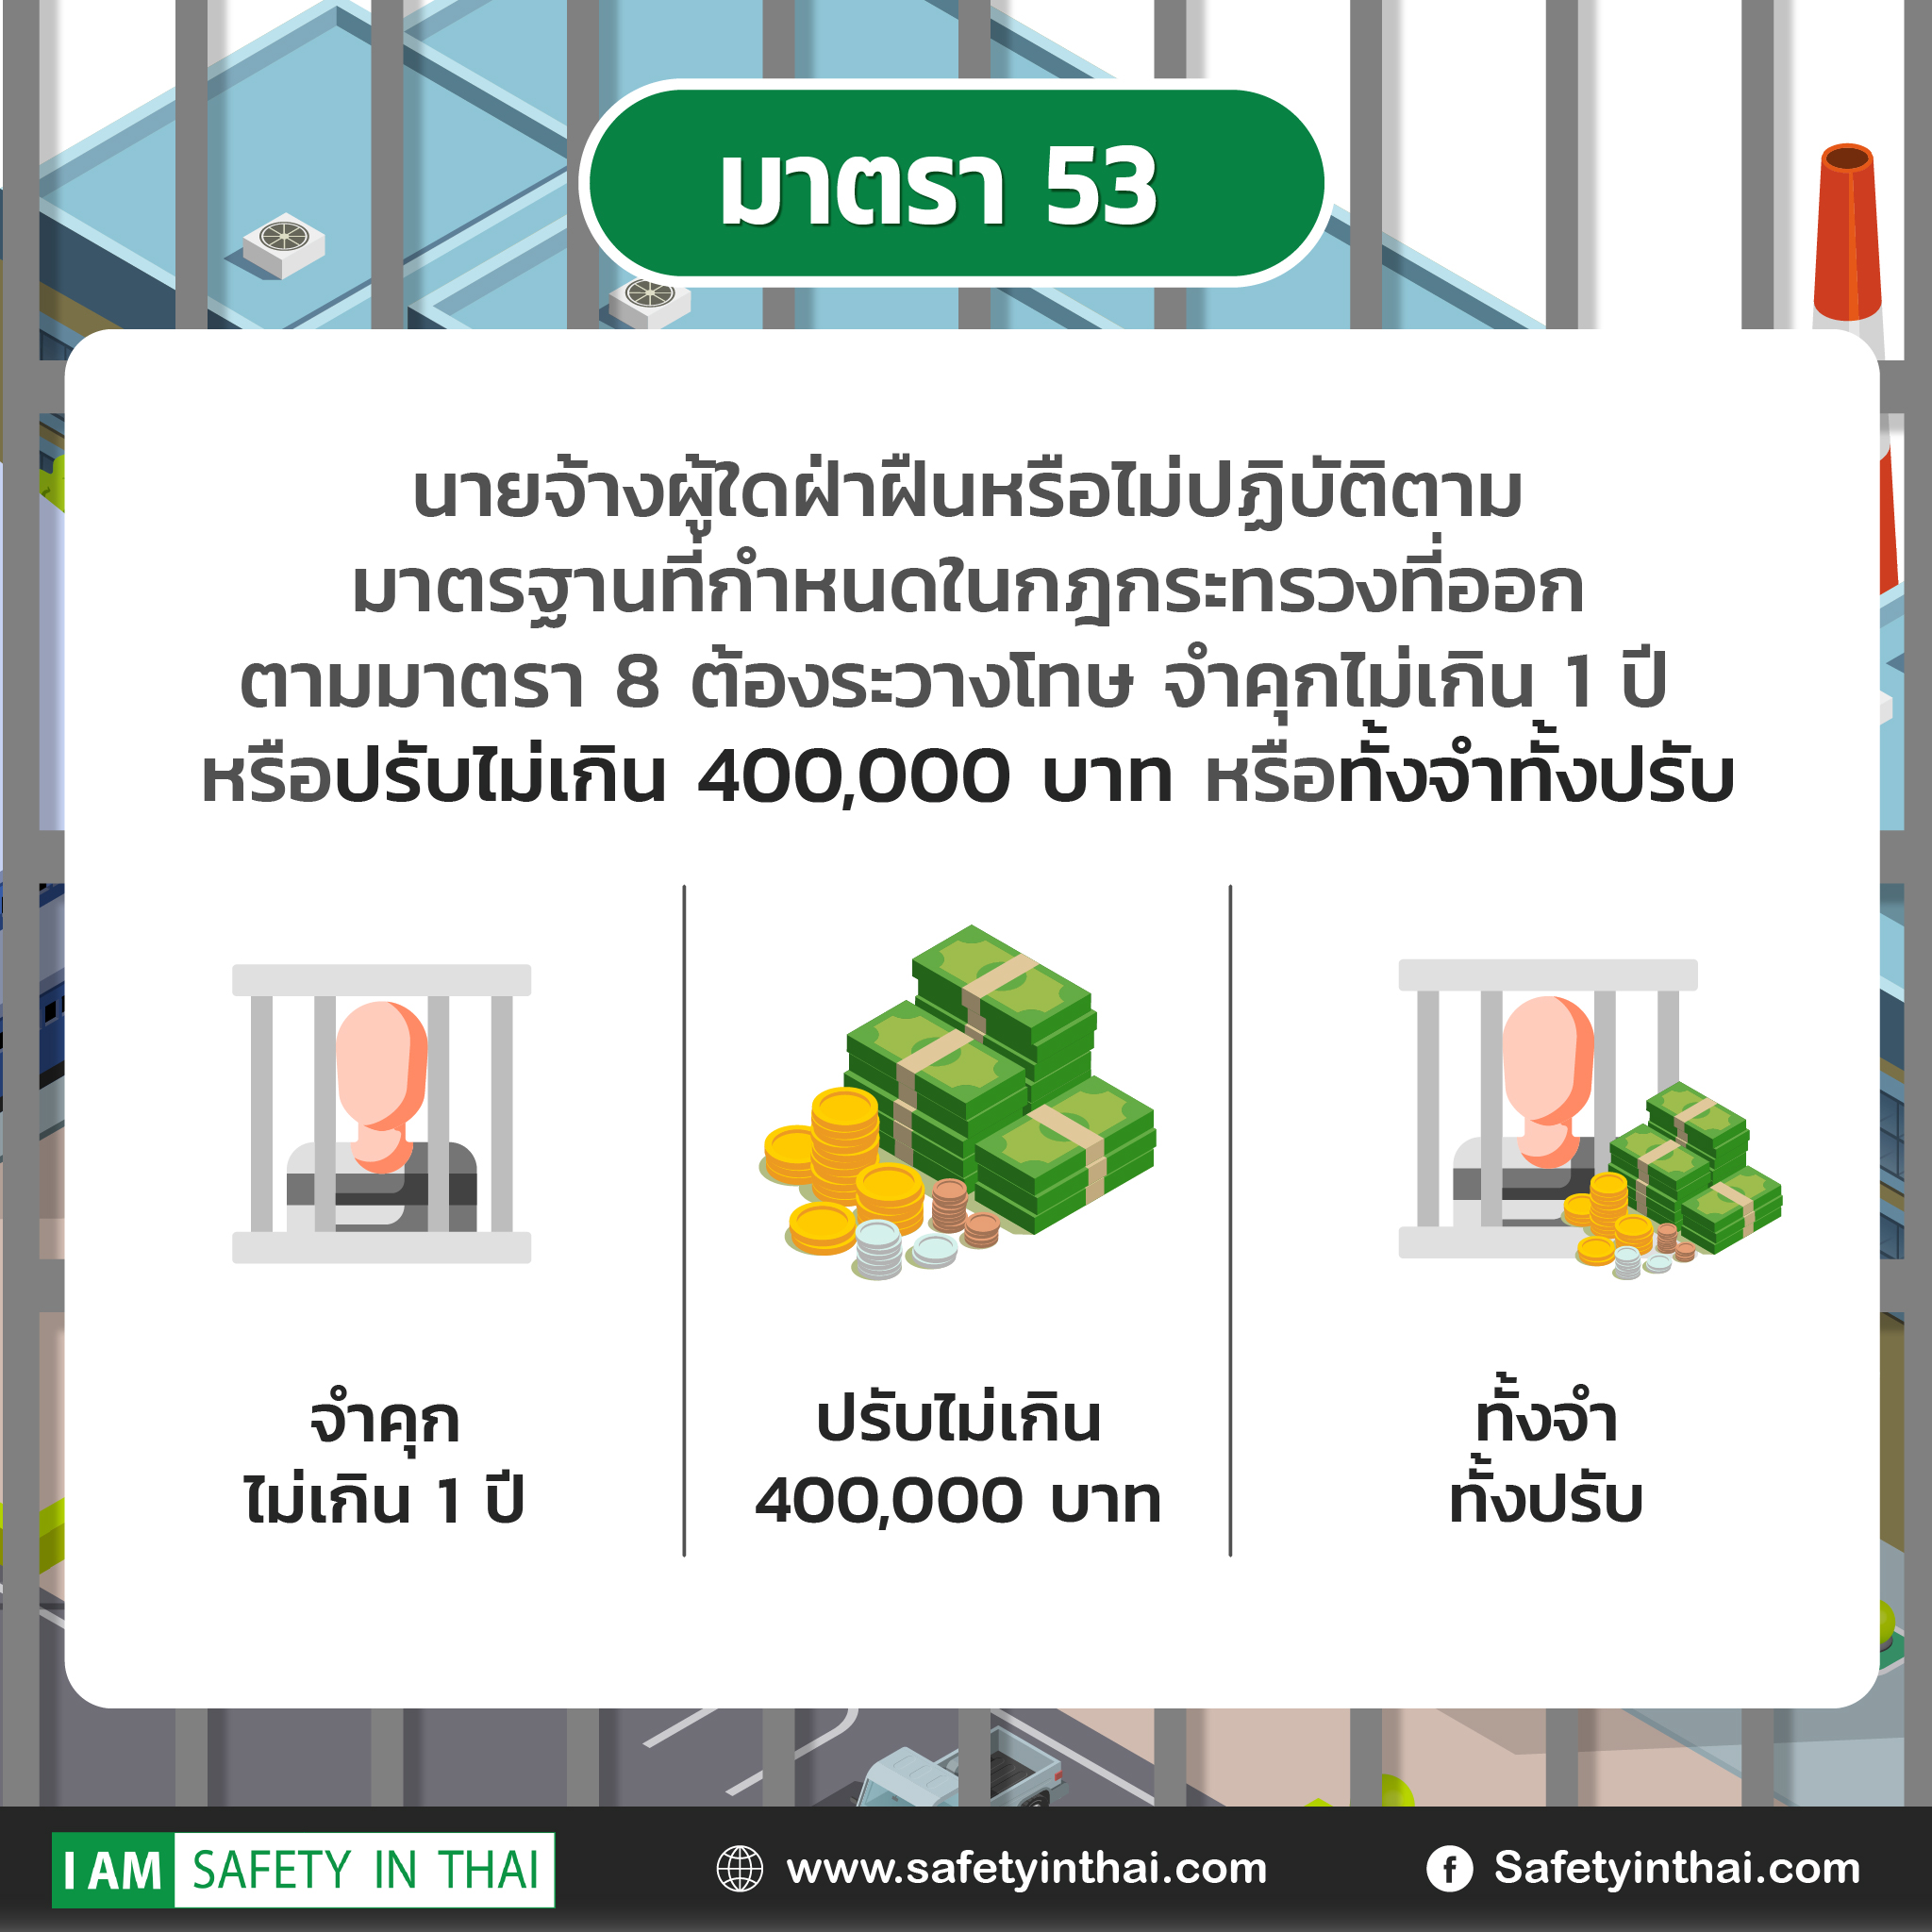 มาตรา 53
นายจ้างผู้ใดฝ่าฝืนหรือไม่ปฏิบัติตาม
มาตรฐานที่กำหนดในกฎกระทรวงที่ออก
ตามมาตรา 8 ต้องระวางโทษ จำคุกไม่เกิน 1 ปี
หรือปรับไม่เกิน 400,000 บาท หรือทั้งจำทั้งปรับ
จำคุก
ไม่เกิน 1 ปี
ปรับไม่เกิน
400,000 บาท
ทั้งจำ
ทั้งปรับ
I AM SAFETY IN THAI
www.safetyinthai.com
Safetyinthai.com